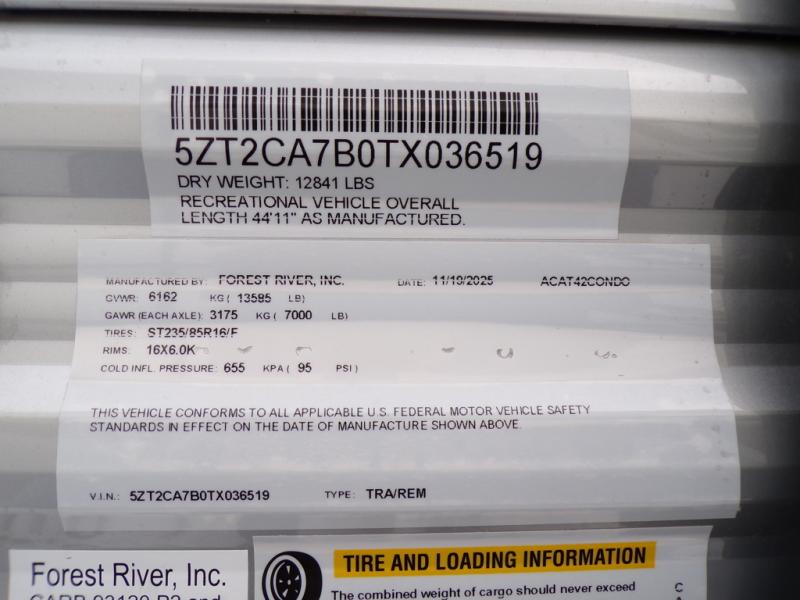 5ZT2CA7B0TX036519
DRY WEIGHT: 12841 LBS
RECREATIONAL VEHICLE OVERALL
LENGTH 44'11" AS MANUFACTURED.
MANUFACTURED BY: FOREST RIVER, INC. DATE: 11/19/2025 ACAT42CONDO
GVWR: 6162 KG ( 13585 LB)
GAWR (EACH AXLE): 3175 KG ( 7000 LB)
TIRES: ST235/85R16/F
RIMS: 16X6.0K
COLD INFL. PRESSURE: 655 KPA ( 95 PSI )
THIS VEHICLE CONFORMS TO ALL APPLICABLE U.S. FEDERAL MOTOR VEHICLE SAFETY
STANDARDS IN EFFECT ON THE DATE OF MANUFACTURE SHOWN ABOVE.
V.I.N.: 5ZT2CA7B0TX036519 TYPE: TRA/REM
Forest River, Inc.
TIRE AND LOADING INFORMATION
The combined weight of cargo should never exceed